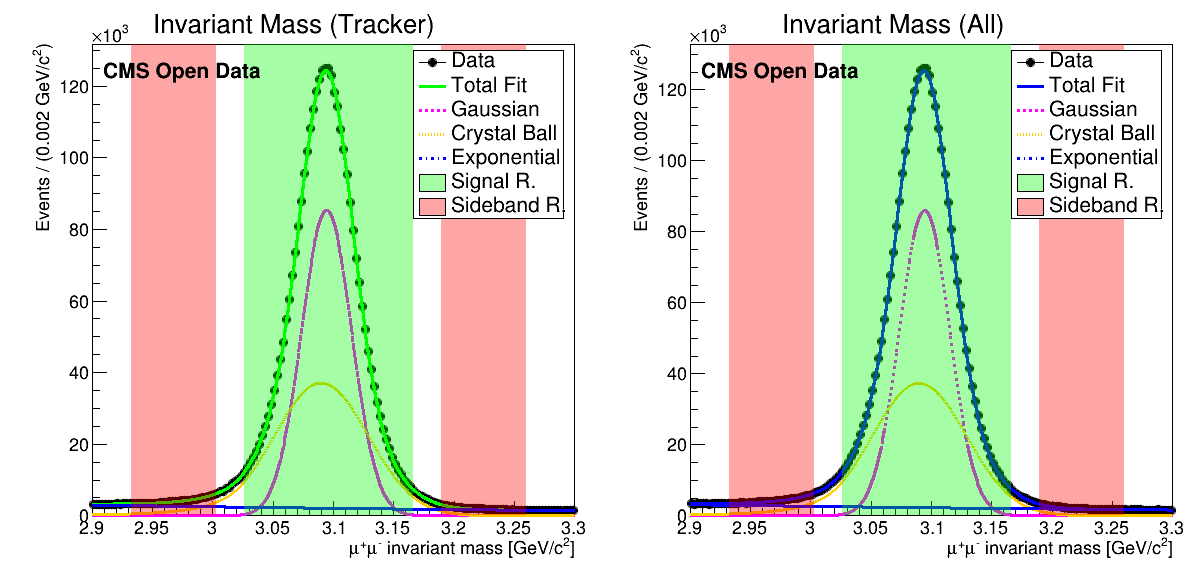 Invariant Mass (Tracker)
×10³
Events / (0.002 GeV/c²)
CMS Open Data
Data
Total Fit
Gaussian
Crystal Ball
Exponential
Signal R.
Sideband R.
120
100
80
60
40
20
0
2.9 2.95 3 3.05 3.1 3.15 3.2 3.25 3.3
μ⁺μ⁻ invariant mass [GeV/c²]
Invariant Mass (All)
×10³
Events / (0.002 GeV/c²)
CMS Open Data
Data
Total Fit
Gaussian
Crystal Ball
Exponential
Signal R.
Sideband R.
120
100
80
60
40
20
0
2.9 2.95 3 3.05 3.1 3.15 3.2 3.25 3.3
μ⁺μ⁻ invariant mass [GeV/c²]